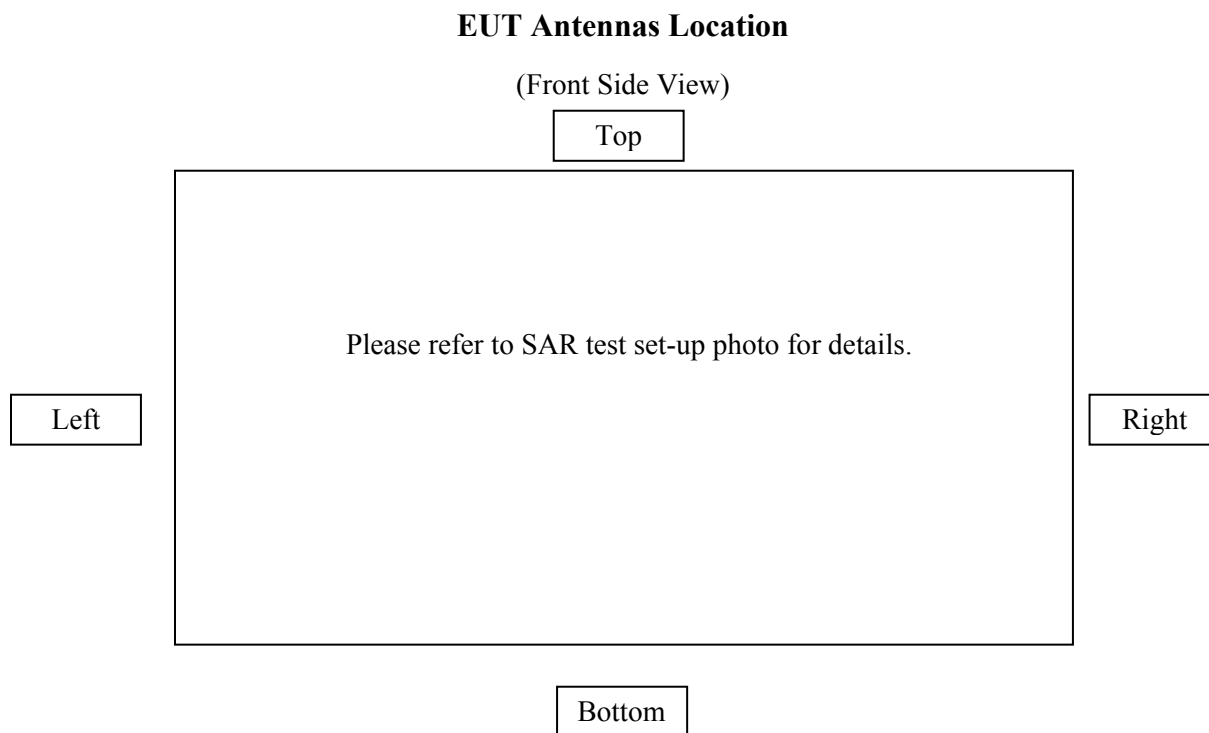 EUT Antennas Location
(Front Side View)
Top
Please refer to SAR test set-up photo for details.
Left
Right
Bottom